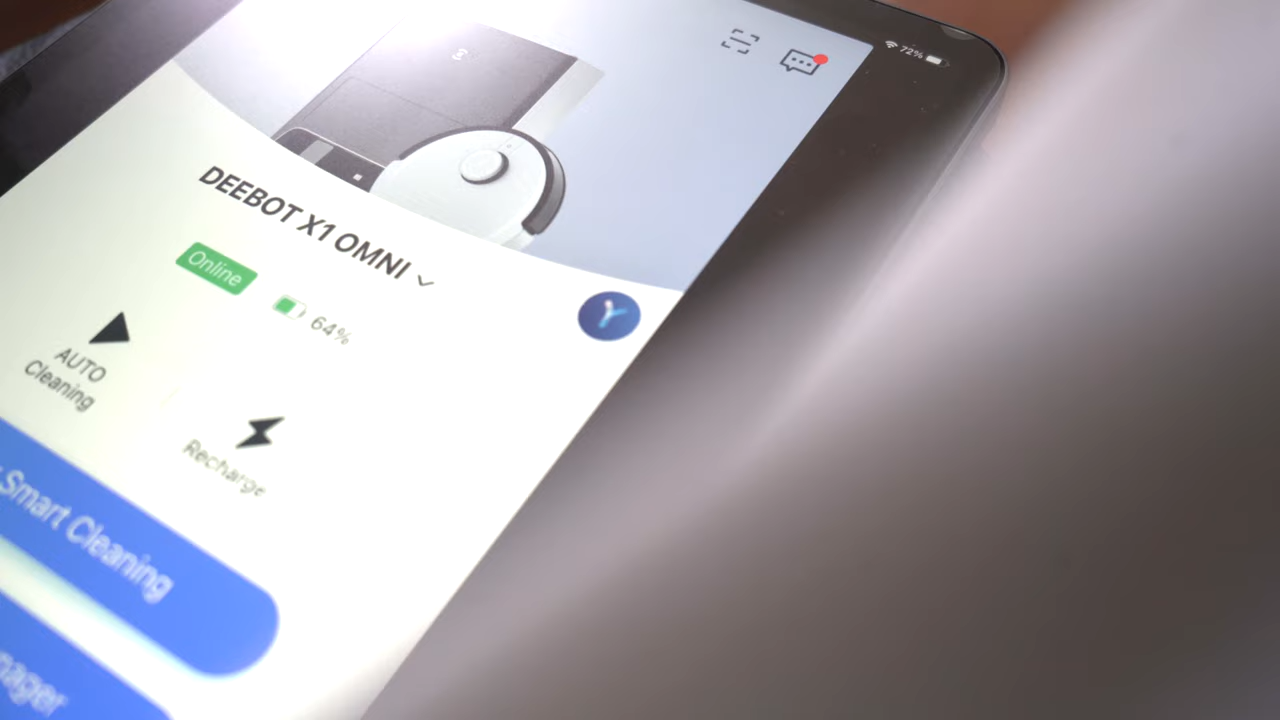 72%
DEEBOT X1 OMNI
Online
64%
AUTO
Cleaning
Recharge
Smart Cleaning